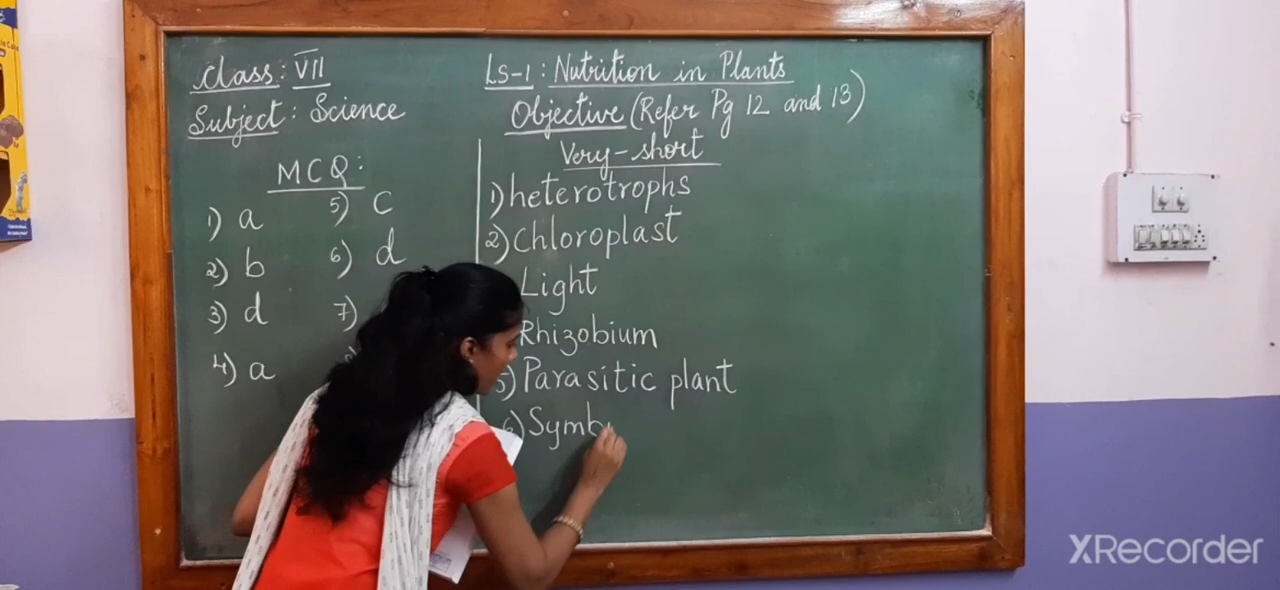 Class: VII
Subject: Science
Ls-1: Nutrition in Plants
Objective (Refer Pg 12 and 13)
MCQ:
1) a
2) b
3) d
4) a
5) c
6) d
7)
Very-short
1) heterotrophs
2) Chloroplast
Light
Rhizobium
5) Parasitic plant
6) Symb
XRecorder